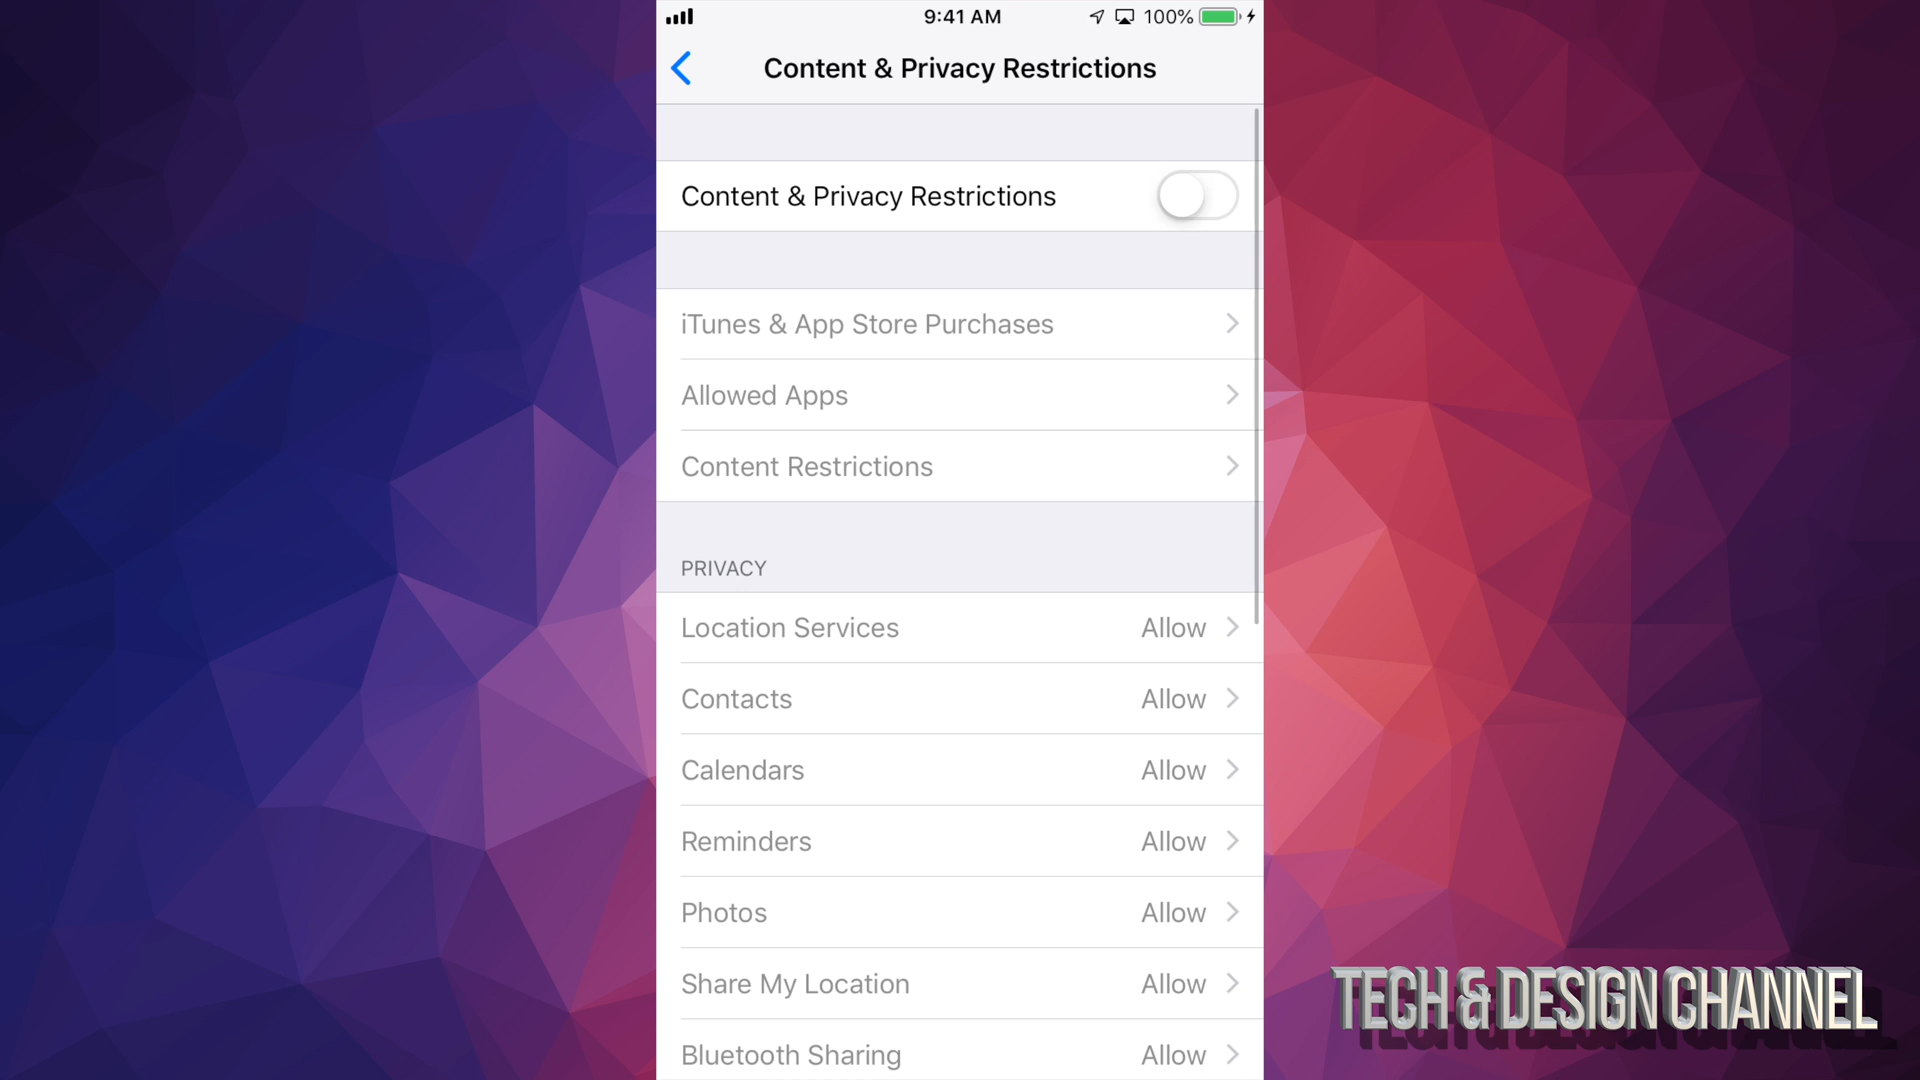 9:41 AM 100%
Content & Privacy Restrictions
Content & Privacy Restrictions
iTunes & App Store Purchases
Allowed Apps
Content Restrictions
PRIVACY
Location Services Allow
Contacts Allow
Calendars Allow
Reminders Allow
Photos Allow
Share My Location Allow
Bluetooth Sharing Allow
TECH & DESIGN CHANNEL